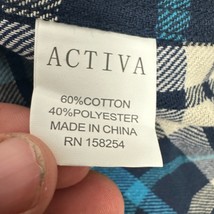 ACTIVA
60%COTTON
40%POLYESTER
MADE IN CHINA
RN 158254